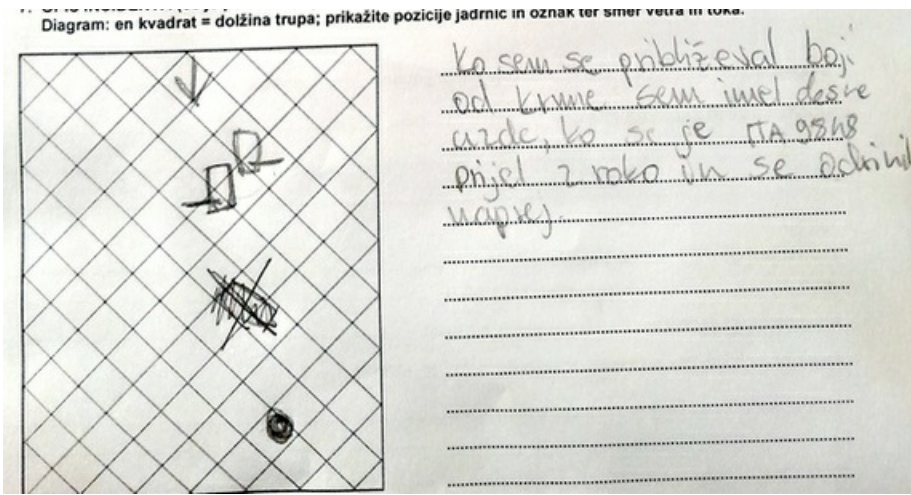 Diagram: en kvadrat = dolžina trupa; prikažite pozicije jadrnic in oznak ter smer vetra in toka.
Ko sem se približeval boji
od krme sem imel desne
uzde, ko se je ITA 9848
prijel z roko in se odrinil
naprej.